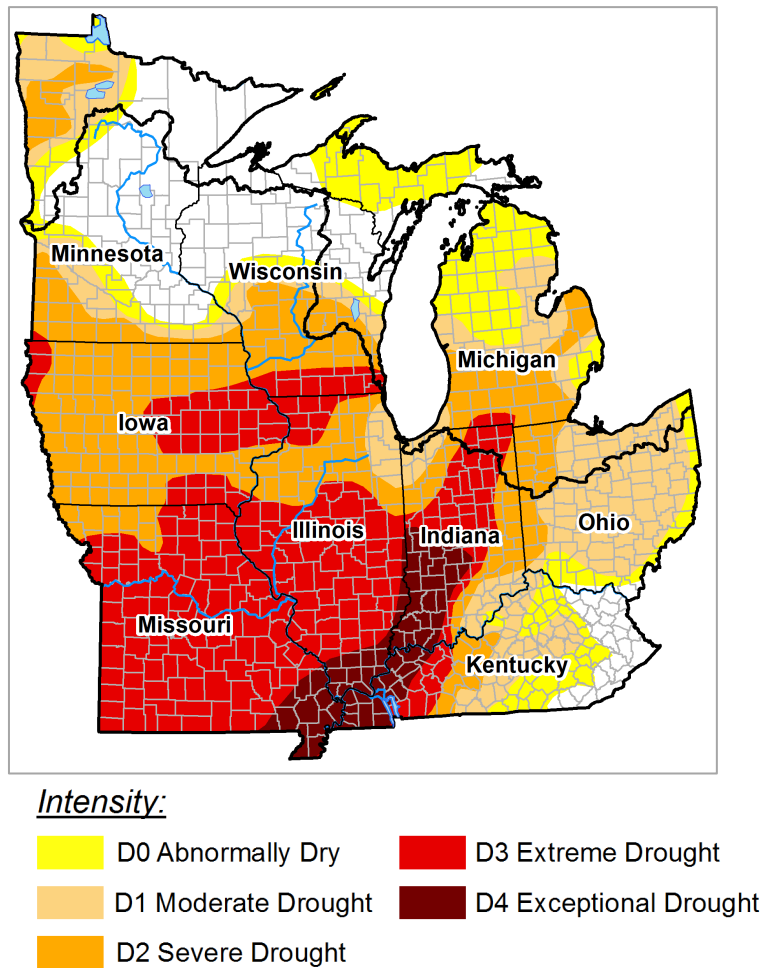 Minnesota
Wisconsin
Michigan
Iowa
Illinois
Indiana
Ohio
Missouri
Kentucky
Intensity:
D0 Abnormally Dry
D1 Moderate Drought
D2 Severe Drought
D3 Extreme Drought
D4 Exceptional Drought